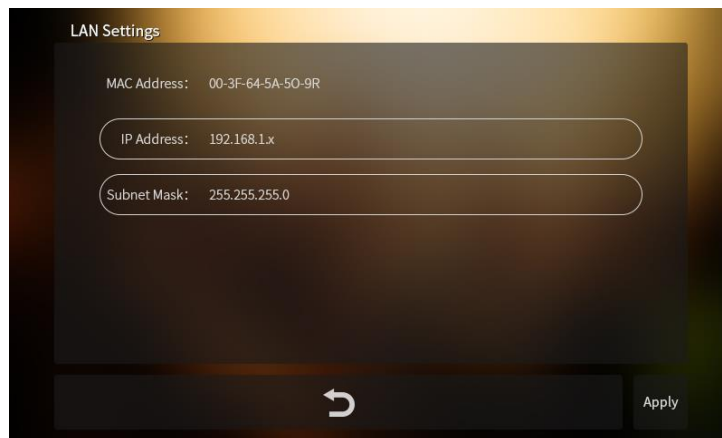 LAN Settings
MAC Address: 00-3F-64-5A-5O-9R
IP Address: 192.168.1.x
Subnet Mask: 255.255.255.0
Apply